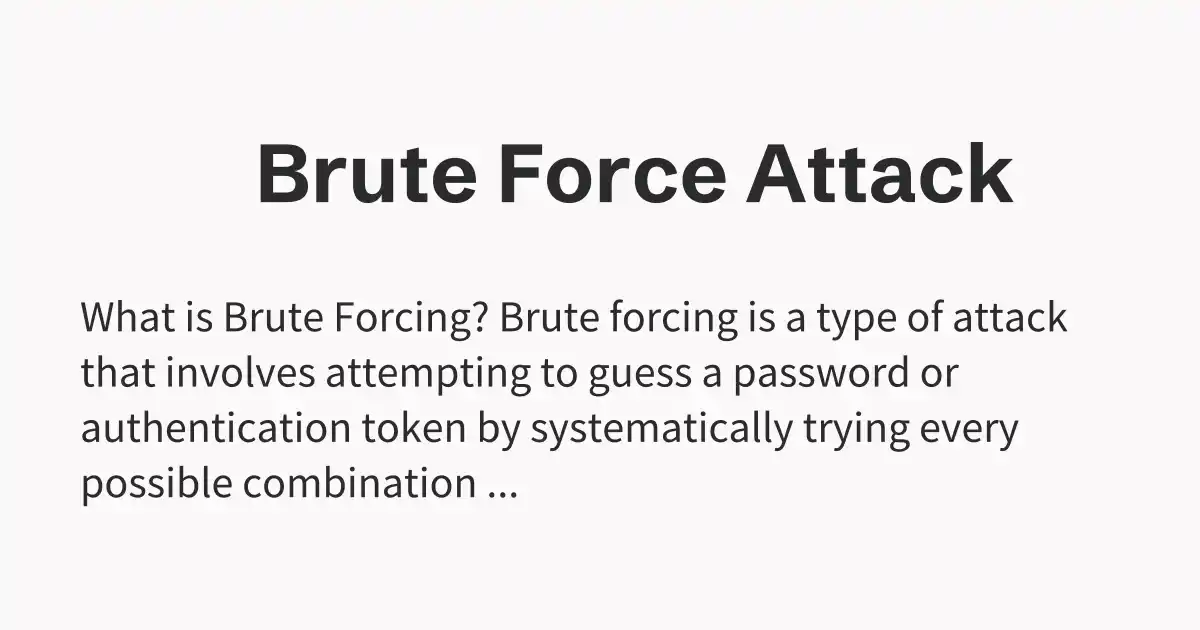 Brute Force Attack
What is Brute Forcing? Brute forcing is a type of attack
that involves attempting to guess a password or
authentication token by systematically trying every
possible combination ...